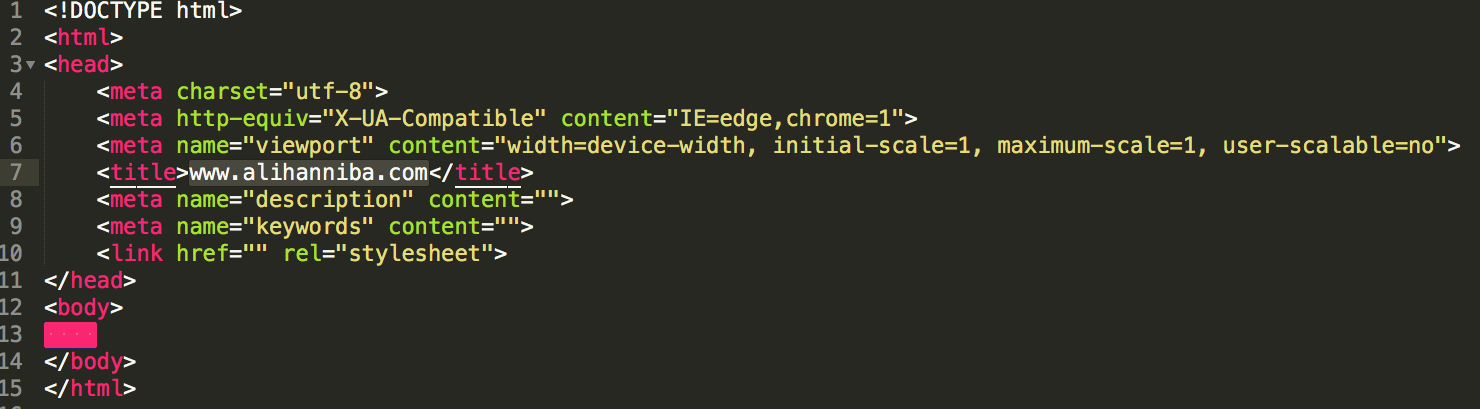 1 <!DOCTYPE html>
2 <html>
3 <head>
4     <meta charset="utf-8">
5     <meta http-equiv="X-UA-Compatible" content="IE=edge,chrome=1">
6     <meta name="viewport" content="width=device-width, initial-scale=1, maximum-scale=1, user-scalable=no">
7     <title>www.alihanniba.com</title>
8     <meta name="description" content="">
9     <meta name="keywords" content="">
10     <link href="" rel="stylesheet">
11 </head>
12 <body>
13
14 </body>
15 </html>